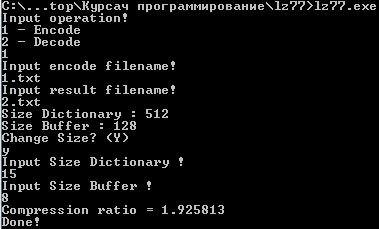 C:\...top\Курсач программирование\lz77>lz77.exe
Input operation!
1 - Encode
2 - Decode
1
Input encode filename!
1.txt
Input result filename!
2.txt
Size Dictionary : 512
Size Buffer : 128
Change Size? (Y)
y
Input Size Dictionary !
15
Input Size Buffer !
8
Compression ratio = 1.925813
Done!